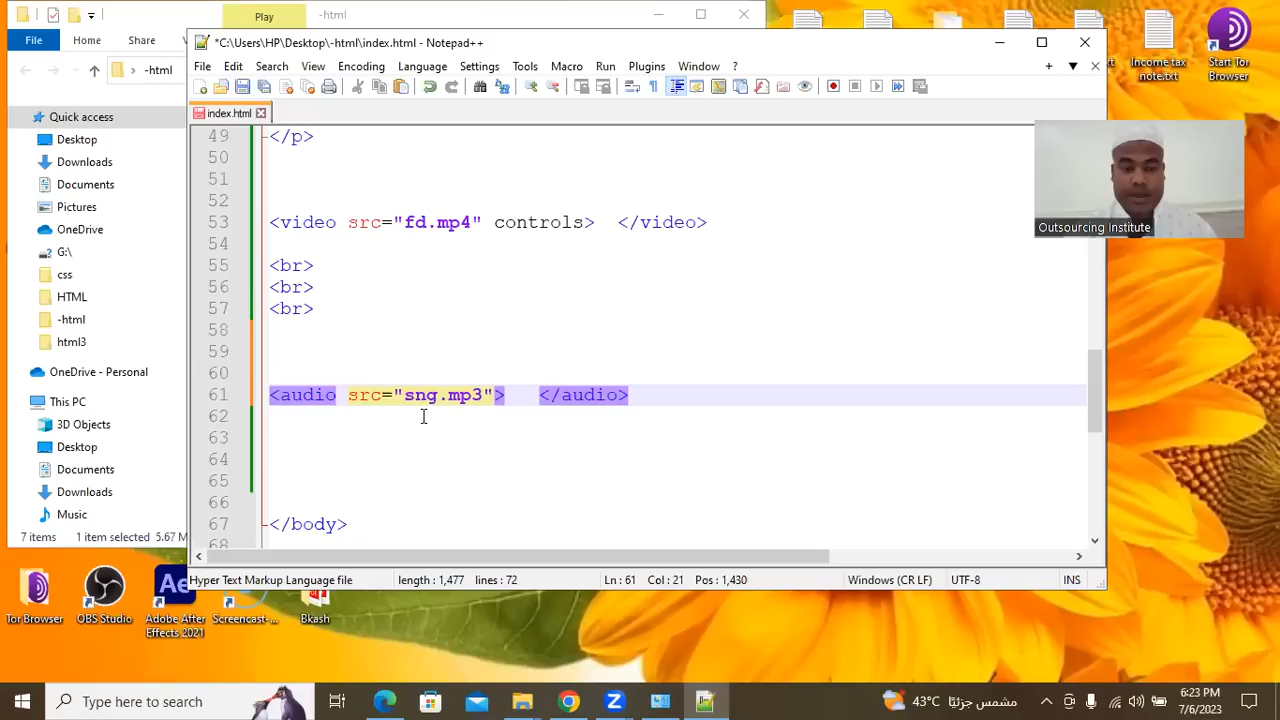 Play
-html
File
Home
Share
-html
Quick access
Desktop
Downloads
Documents
Pictures
OneDrive
G:\
css
HTML
-html
html3
OneDrive - Personal
This PC
3D Objects
Desktop
Documents
Downloads
Music
7 items
1 item selected
5.67 M
*C:\Users\HP\Desktop\-html\index.html - Notepad++
File Edit Search View Encoding Language Settings Tools Macro Run Plugins Window ?
index.html
49 </p>
50
51
52
53 <video src="fd.mp4" controls>  </video>
54
55 <br>
56 <br>
57 <br>
58
59
60
61 <audio src="sng.mp3">   </audio>
62
63
64
65
66
67 </body>
68
Hyper Text Markup Language file
length : 1,477 lines : 72
Ln : 61 Col : 21 Pos : 1,430
Windows (CR LF)
UTF-8
INS
Outsourcing Institute
Income tax
note.txt
Start Tor
Browser
Tor Browser
OBS Studio
Adobe After
Effects 2021
Screencast-...
Bkash
Type here to search
43°C مشمس جزئيًا
6:23 PM
7/6/2023